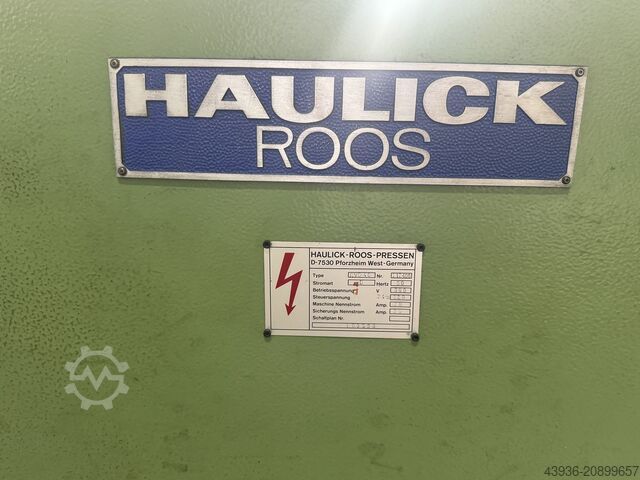 HAULICK
ROOS
HAULICK-ROOS-PRESSEN
D-7530 Pforzheim West-Germany
Type Nr.
Stromart Hertz
Betriebsspannung V
Steuerspannung
Maschine Nennstrom Amp.
Sicherungs Nennstrom Amp.
Schaltplan Nr.
43936-20899657